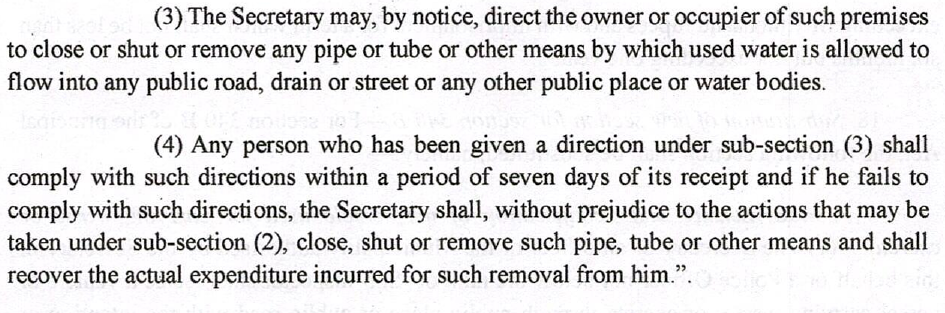 (3) The Secretary may, by notice, direct the owner or occupier of such premises
to close or shut or remove any pipe or tube or other means by which used water is allowed to
flow into any public road, drain or street or any other public place or water bodies.
(4) Any person who has been given a direction under sub-section (3) shall
comply with such directions within a period of seven days of its receipt and if he fails to
comply with such directions, the Secretary shall, without prejudice to the actions that may be
taken under sub-section (2), close, shut or remove such pipe, tube or other means and shall
recover the actual expenditure incurred for such removal from him.”.